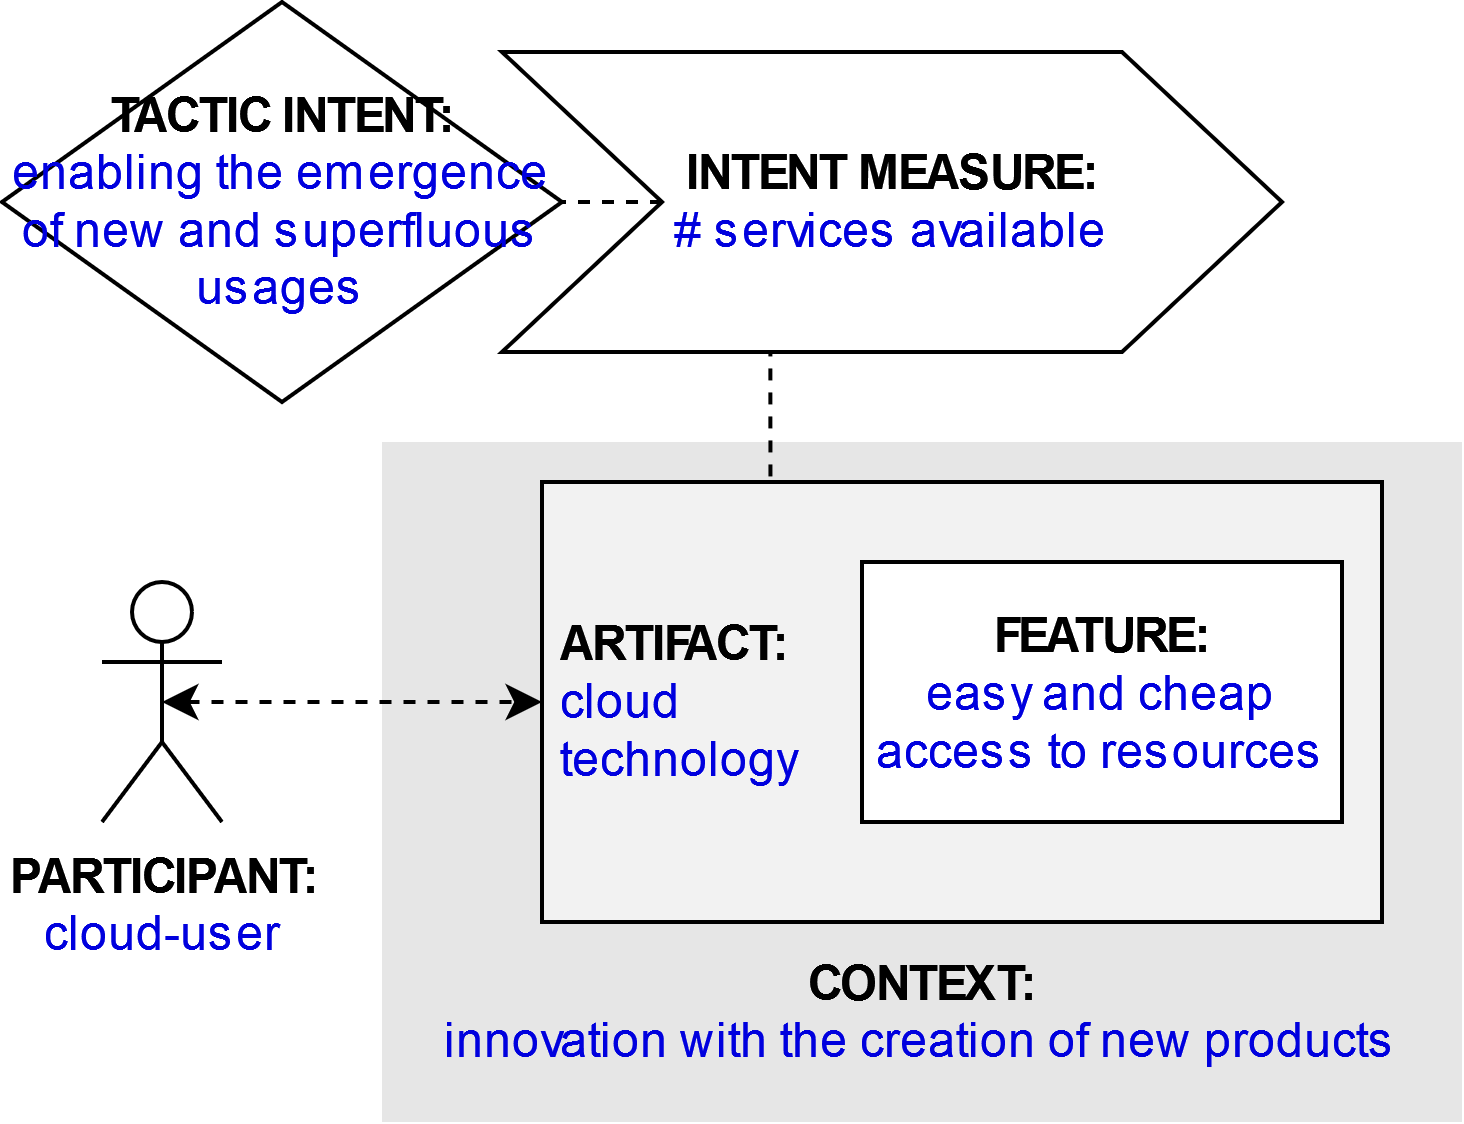 TACTIC INTENT:
enabling the emergence
of new and superfluous
usages
INTENT MEASURE:
# services available
ARTIFACT:
cloud
technology
FEATURE:
easy and cheap
access to resources
PARTICIPANT:
cloud-user
CONTEXT:
innovation with the creation of new products